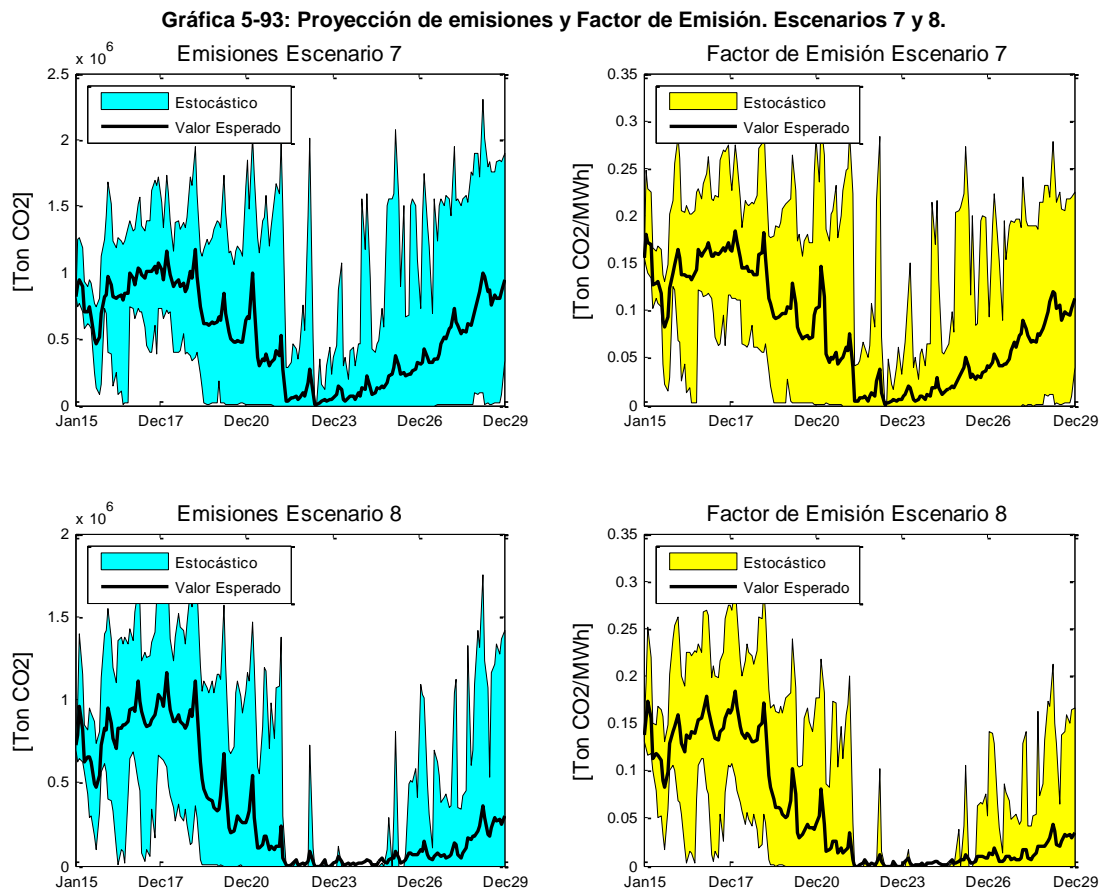 Gráfica 5-93: Proyección de emisiones y Factor de Emisión. Escenarios 7 y 8.
Emisiones Escenario 7
x 10^6
[Ton CO2]
2.5
2
1.5
1
0.5
0
Estocástico
Valor Esperado
Jan15 Dec17 Dec20 Dec23 Dec26 Dec29
Factor de Emisión Escenario 7
[Ton CO2/MWh]
0.35
0.3
0.25
0.2
0.15
0.1
0.05
0
Estocástico
Valor Esperado
Jan15 Dec17 Dec20 Dec23 Dec26 Dec29
Emisiones Escenario 8
x 10^6
[Ton CO2]
2
1.5
1
0.5
0
Estocástico
Valor Esperado
Jan15 Dec17 Dec20 Dec23 Dec26 Dec29
Factor de Emisión Escenario 8
[Ton CO2/MWh]
0.35
0.3
0.25
0.2
0.15
0.1
0.05
0
Estocástico
Valor Esperado
Jan15 Dec17 Dec20 Dec23 Dec26 Dec29